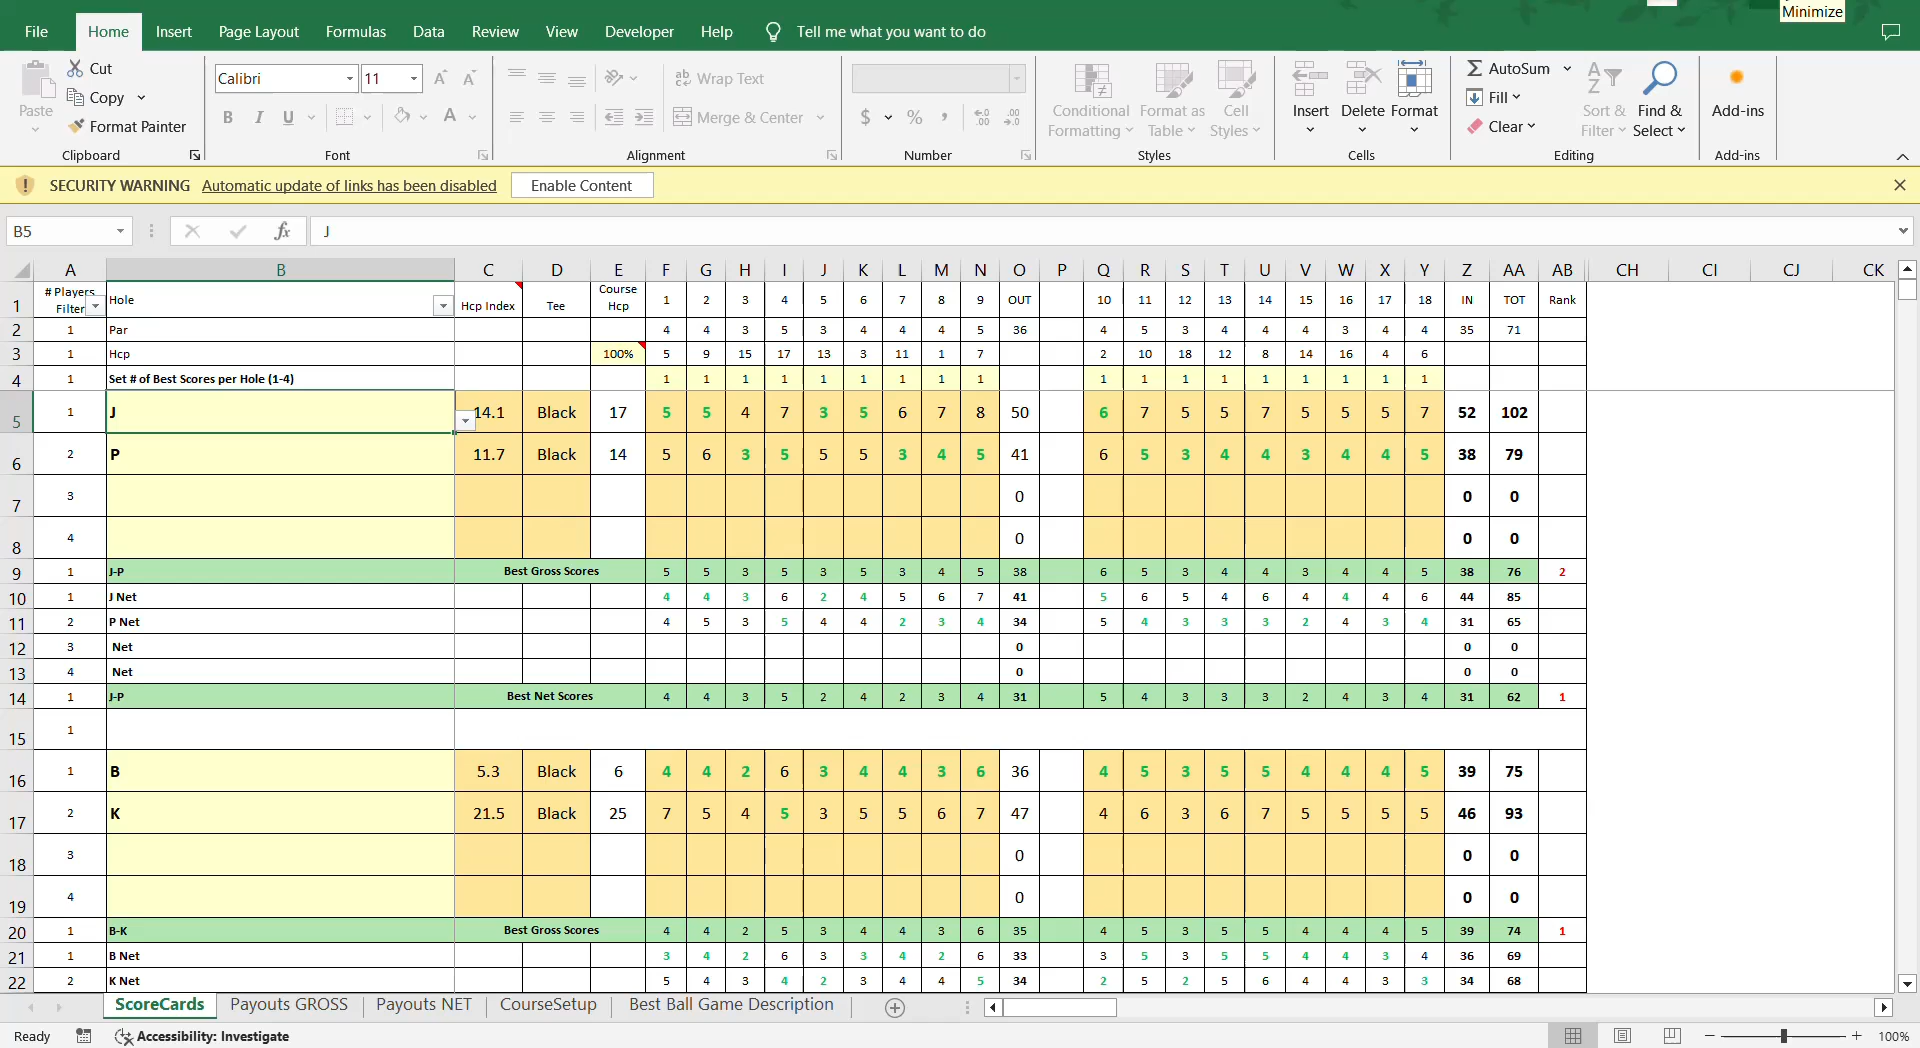 Minimize
File Home Insert Page Layout Formulas Data Review View Developer Help Tell me what you want to do
Paste Cut Copy Format Painter Clipboard
Calibri 11 A A B I U A Font
ab Wrap Text Merge & Center Alignment
$ % , Number
Conditional Formatting Format as Table Cell Styles Styles
Insert Delete Format Cells
AutoSum Fill Clear Sort & Filter Find & Select Editing
Add-ins Add-ins
SECURITY WARNING Automatic update of links has been disabled Enable Content
B5 fx J
A B C D E F G H I J K L M N O P Q R S T U V W X Y Z AA AB CH CI CJ CK
1 # Players Filter Hole Hcp Index Tee Course Hcp 1 2 3 4 5 6 7 8 9 OUT 10 11 12 13 14 15 16 17 18 IN TOT Rank
2 1 Par 4 4 3 5 3 4 4 4 5 36 4 5 3 4 4 4 3 4 4 35 71
3 1 Hcp 100% 5 9 15 17 13 3 11 1 7 2 10 18 12 8 14 16 4 6
4 1 Set # of Best Scores per Hole (1-4) 1 1 1 1 1 1 1 1 1 1 1 1 1 1 1 1 1 1
5 1 J 14.1 Black 17 5 5 4 7 3 5 6 7 8 50 6 7 5 5 7 5 5 5 7 52 102
6 2 P 11.7 Black 14 5 6 3 5 5 5 3 4 5 41 6 5 3 4 4 3 4 4 5 38 79
7 3 0 0 0
8 4 0 0 0
9 1 J-P Best Gross Scores 5 5 3 5 3 5 3 4 5 38 6 5 3 4 4 3 4 4 5 38 76 2
10 1 J Net 4 4 3 6 2 4 5 6 7 41 5 6 5 4 6 4 4 4 6 44 85
11 2 P Net 4 5 3 5 4 4 2 3 4 34 5 4 3 3 3 2 4 3 4 31 65
12 3 Net 0 0 0
13 4 Net 0 0 0
14 1 J-P Best Net Scores 4 4 3 5 2 4 2 3 4 31 5 4 3 3 3 2 4 3 4 31 62 1
15 1
16 1 B 5.3 Black 6 4 4 2 6 3 4 4 3 6 36 4 5 3 5 5 4 4 4 5 39 75
17 2 K 21.5 Black 25 7 5 4 5 3 5 5 6 7 47 4 6 3 6 7 5 5 5 5 46 93
18 3 0 0 0
19 4 0 0 0
20 1 B-K Best Gross Scores 4 4 2 5 3 4 4 3 6 35 4 5 3 5 5 4 4 4 5 39 74 1
21 1 B Net 3 4 2 6 3 3 4 2 6 33 3 5 3 5 5 4 4 3 4 36 69
22 2 K Net 5 4 3 4 2 3 4 4 5 34 2 5 2 5 6 4 4 3 3 34 68
ScoreCards Payouts GROSS Payouts NET CourseSetup Best Ball Game Description
Ready Accessibility: Investigate 100%